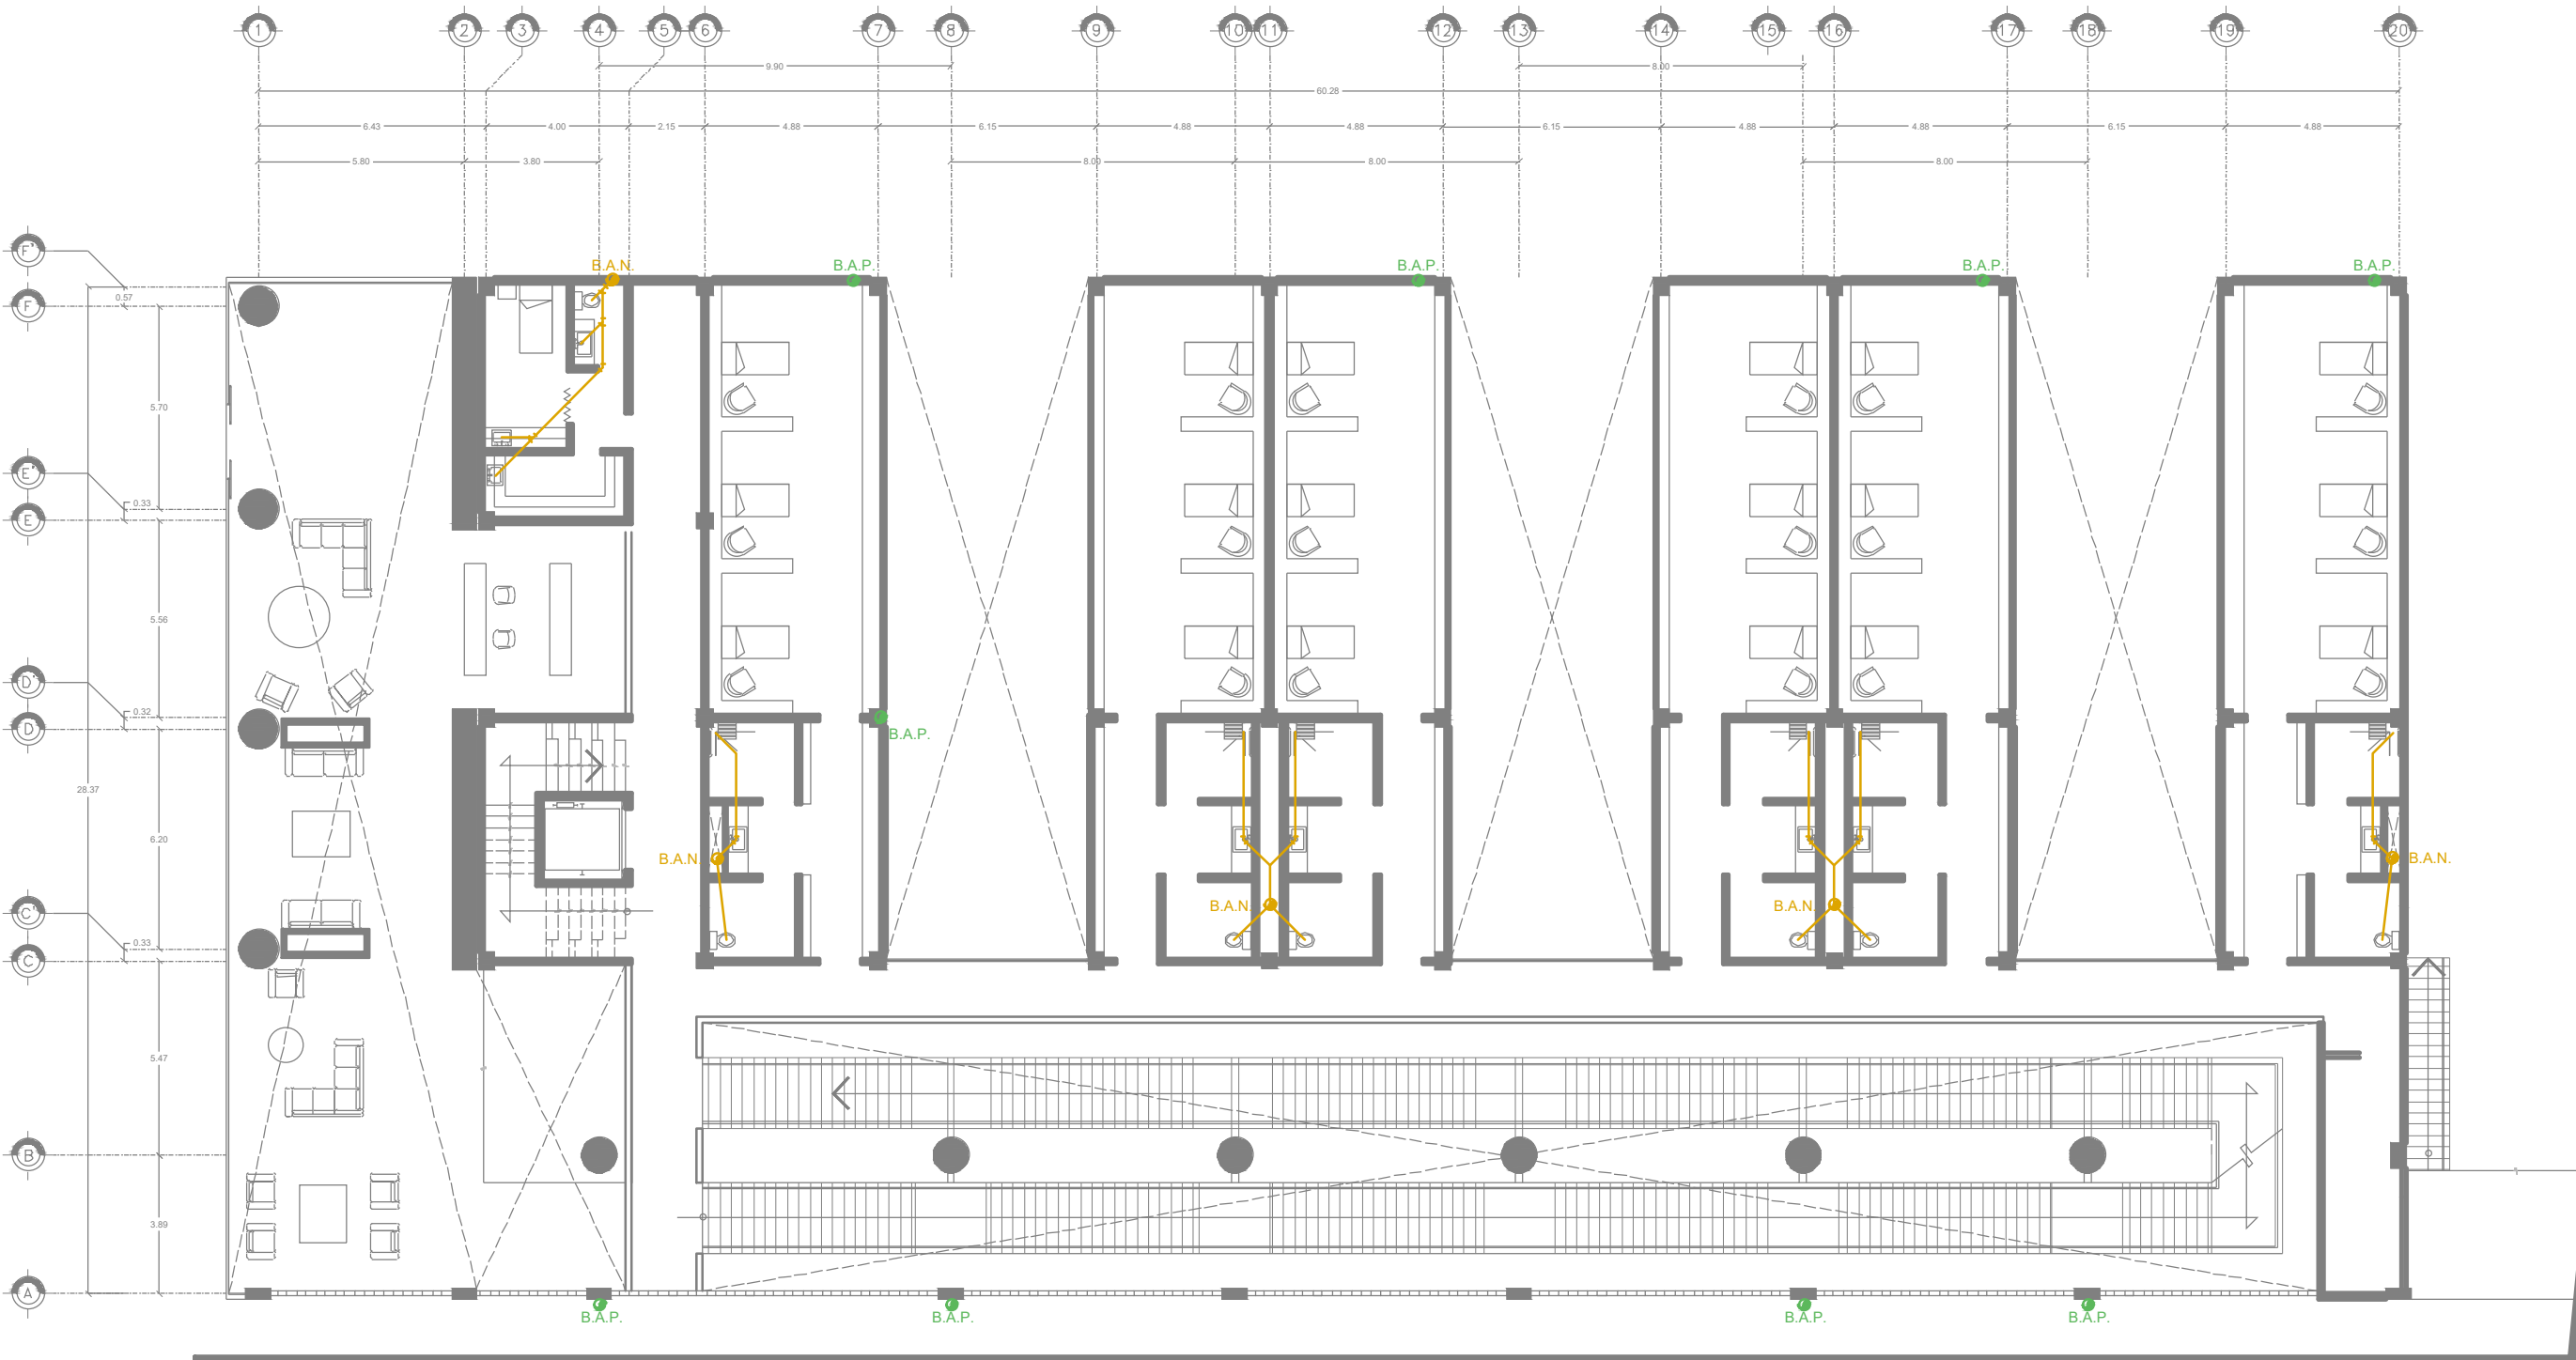 1 2 3 4 5 6 7 8 9 10 11 12 13 14 15 16 17 18 19 20
9.90 8.00
60.28
6.43 4.00 2.15 4.88 6.15 4.88 4.88 6.15 4.88 4.88 6.15 4.88
5.80 3.80 8.00 8.00 8.00
F'
B.A.N. B.A.P. B.A.P. B.A.P. B.A.P.
0.57
F
5.70
E'
0.33
E
5.56
D'
0.32
D
B.A.P.
28.37
6.20
B.A.N. B.A.N.
B.A.N. B.A.N.
C'
0.33
C
5.47
B
3.89
A
B.A.P. B.A.P. B.A.P. B.A.P.